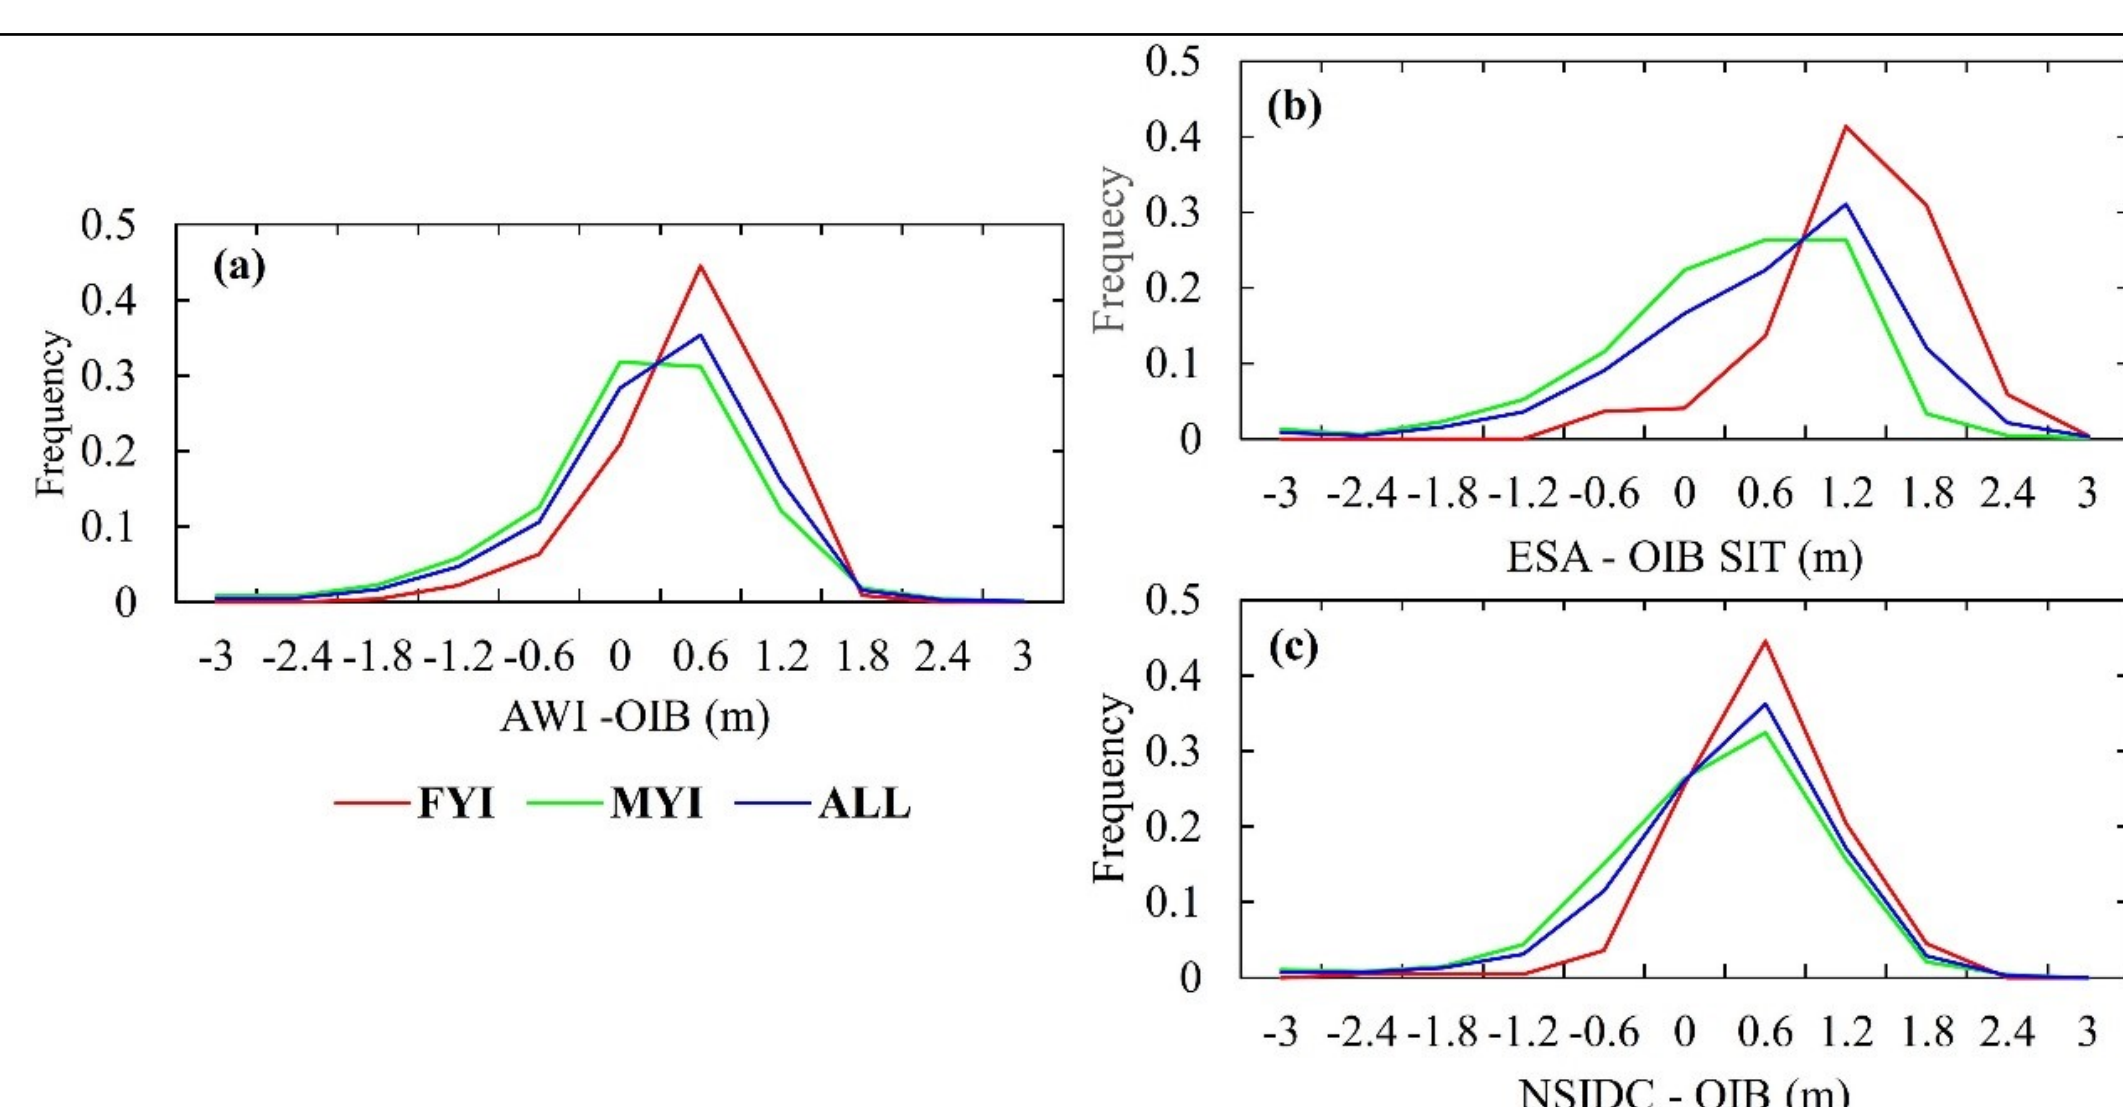 0.5
0.4
0.3
0.2
0.1
0
Frequency
(a)
-3 -2.4 -1.8 -1.2 -0.6 0 0.6 1.2 1.8 2.4 3
AWI -OIB (m)
FYI MYI ALL
0.5
0.4
0.3
0.2
0.1
0
Frequency
(b)
-3 -2.4 -1.8 -1.2 -0.6 0 0.6 1.2 1.8 2.4 3
ESA - OIB SIT (m)
0.5
0.4
0.3
0.2
0.1
0
Frequency
(c)
-3 -2.4 -1.8 -1.2 -0.6 0 0.6 1.2 1.8 2.4 3
NSIDC - OIB (m)